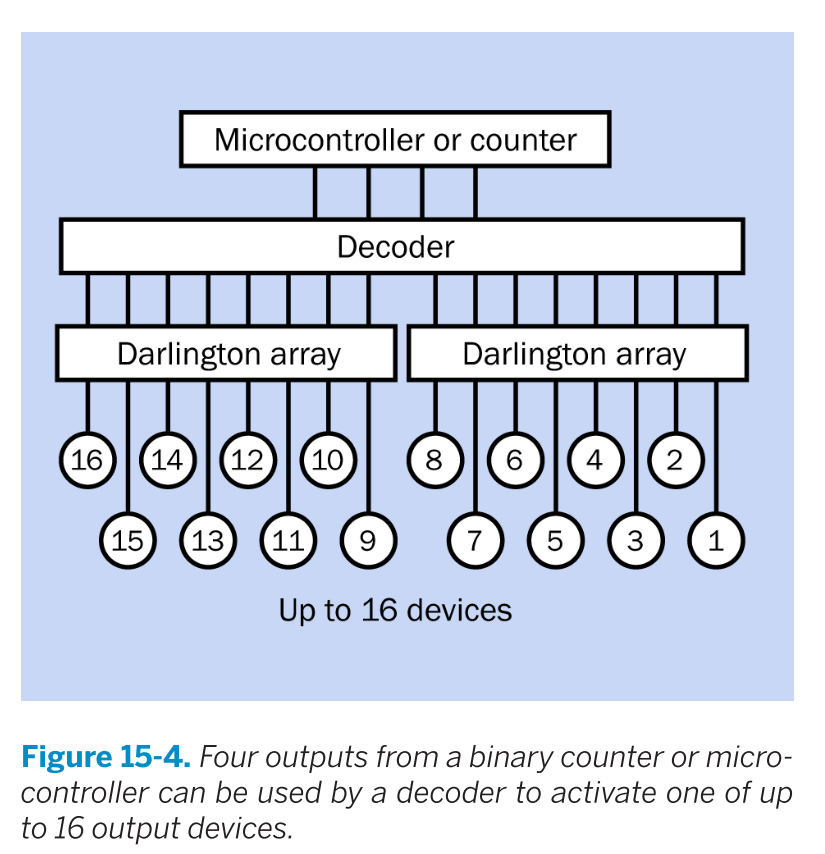 Microcontroller or counter
Decoder
Darlington array Darlington array
16 14 12 10 8 6 4 2
15 13 11 9 7 5 3 1
Up to 16 devices
Figure 15-4. Four outputs from a binary counter or micro-
controller can be used by a decoder to activate one of up
to 16 output devices.